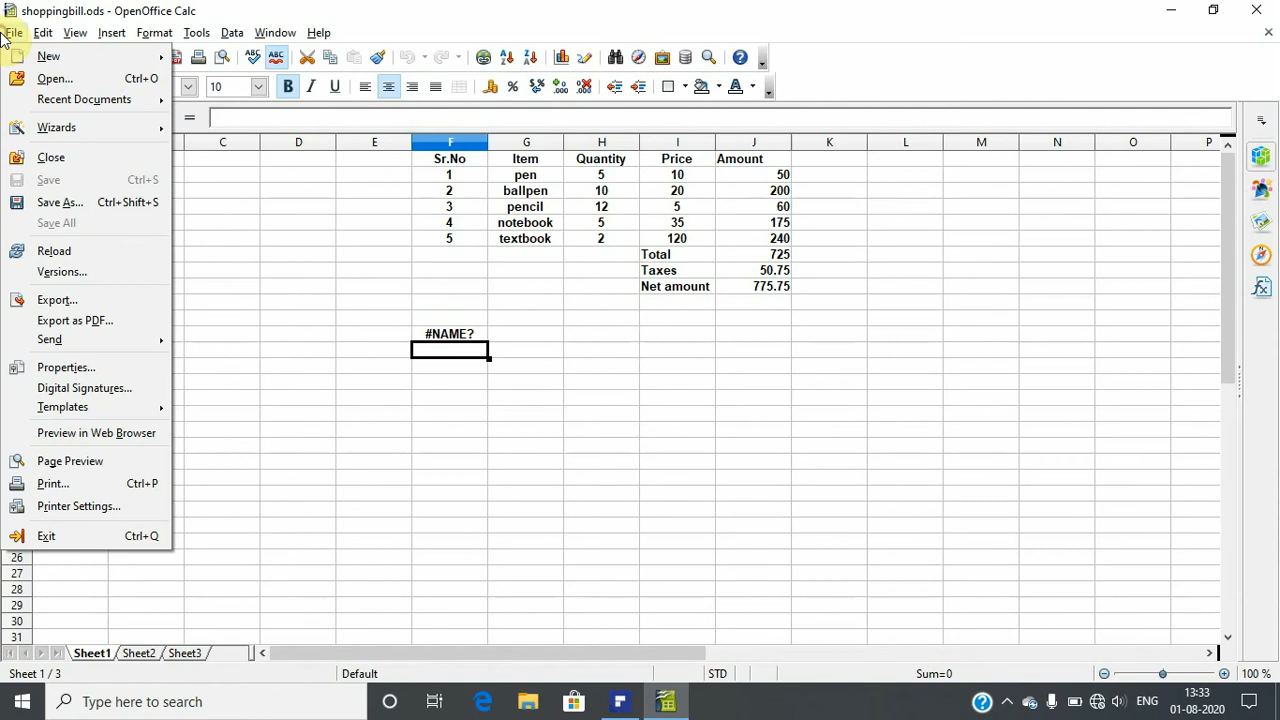 shoppingbill.ods - OpenOffice Calc
File Edit View Insert Format Tools Data Window Help
New
Open... Ctrl+O
Recent Documents
Wizards
Close
Save Ctrl+S
Save As... Ctrl+Shift+S
Save All
Reload
Versions...
Export...
Export as PDF...
Send
Properties...
Digital Signatures...
Templates
Preview in Web Browser
Page Preview
Print... Ctrl+P
Printer Settings...
Exit Ctrl+Q
10 B I U
C D E F G H I J K L M N O P
Sr.No Item Quantity Price Amount
1 pen 5 10 50
2 ballpen 10 20 200
3 pencil 12 5 60
4 notebook 5 35 175
5 textbook 2 120 240
Total 725
Taxes 50.75
Net amount 775.75
#NAME?
26
27
28
29
30
31
Sheet1 Sheet2 Sheet3
Sheet 1 / 3 Default STD Sum=0 100 %
Type here to search
ENG
13:33
01-08-2020